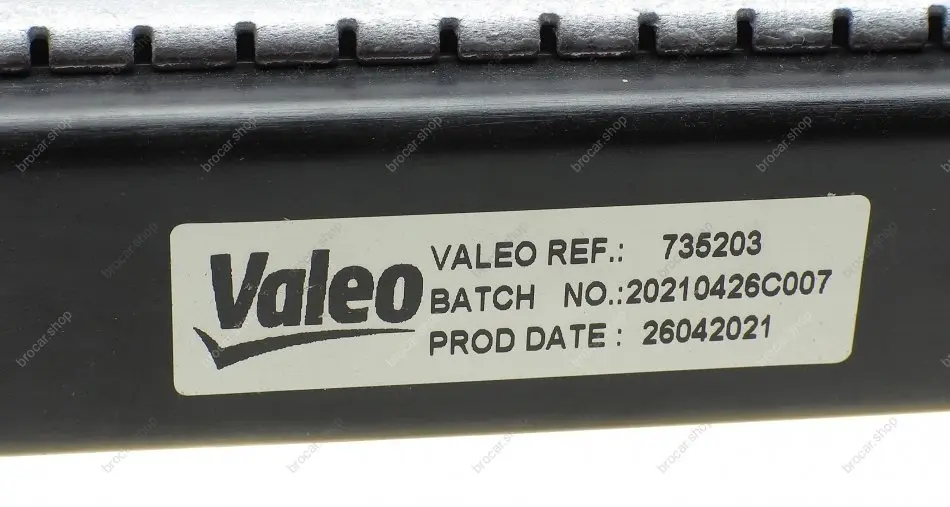 Valeo
VALEO REF.: 735203
BATCH NO.:20210426C007
PROD DATE : 26042021
brocar.shop